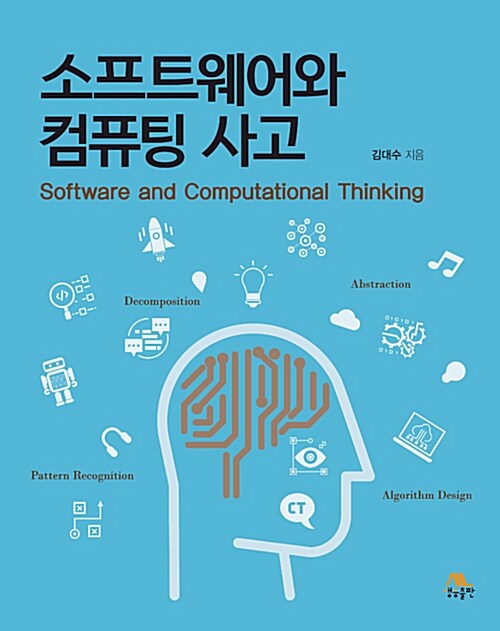 소프트웨어와
컴퓨팅 사고
김대수 지음
Software and Computational Thinking
Abstraction
Decomposition
010101
Pattern Recognition
CT
Algorithm Design
생능출판